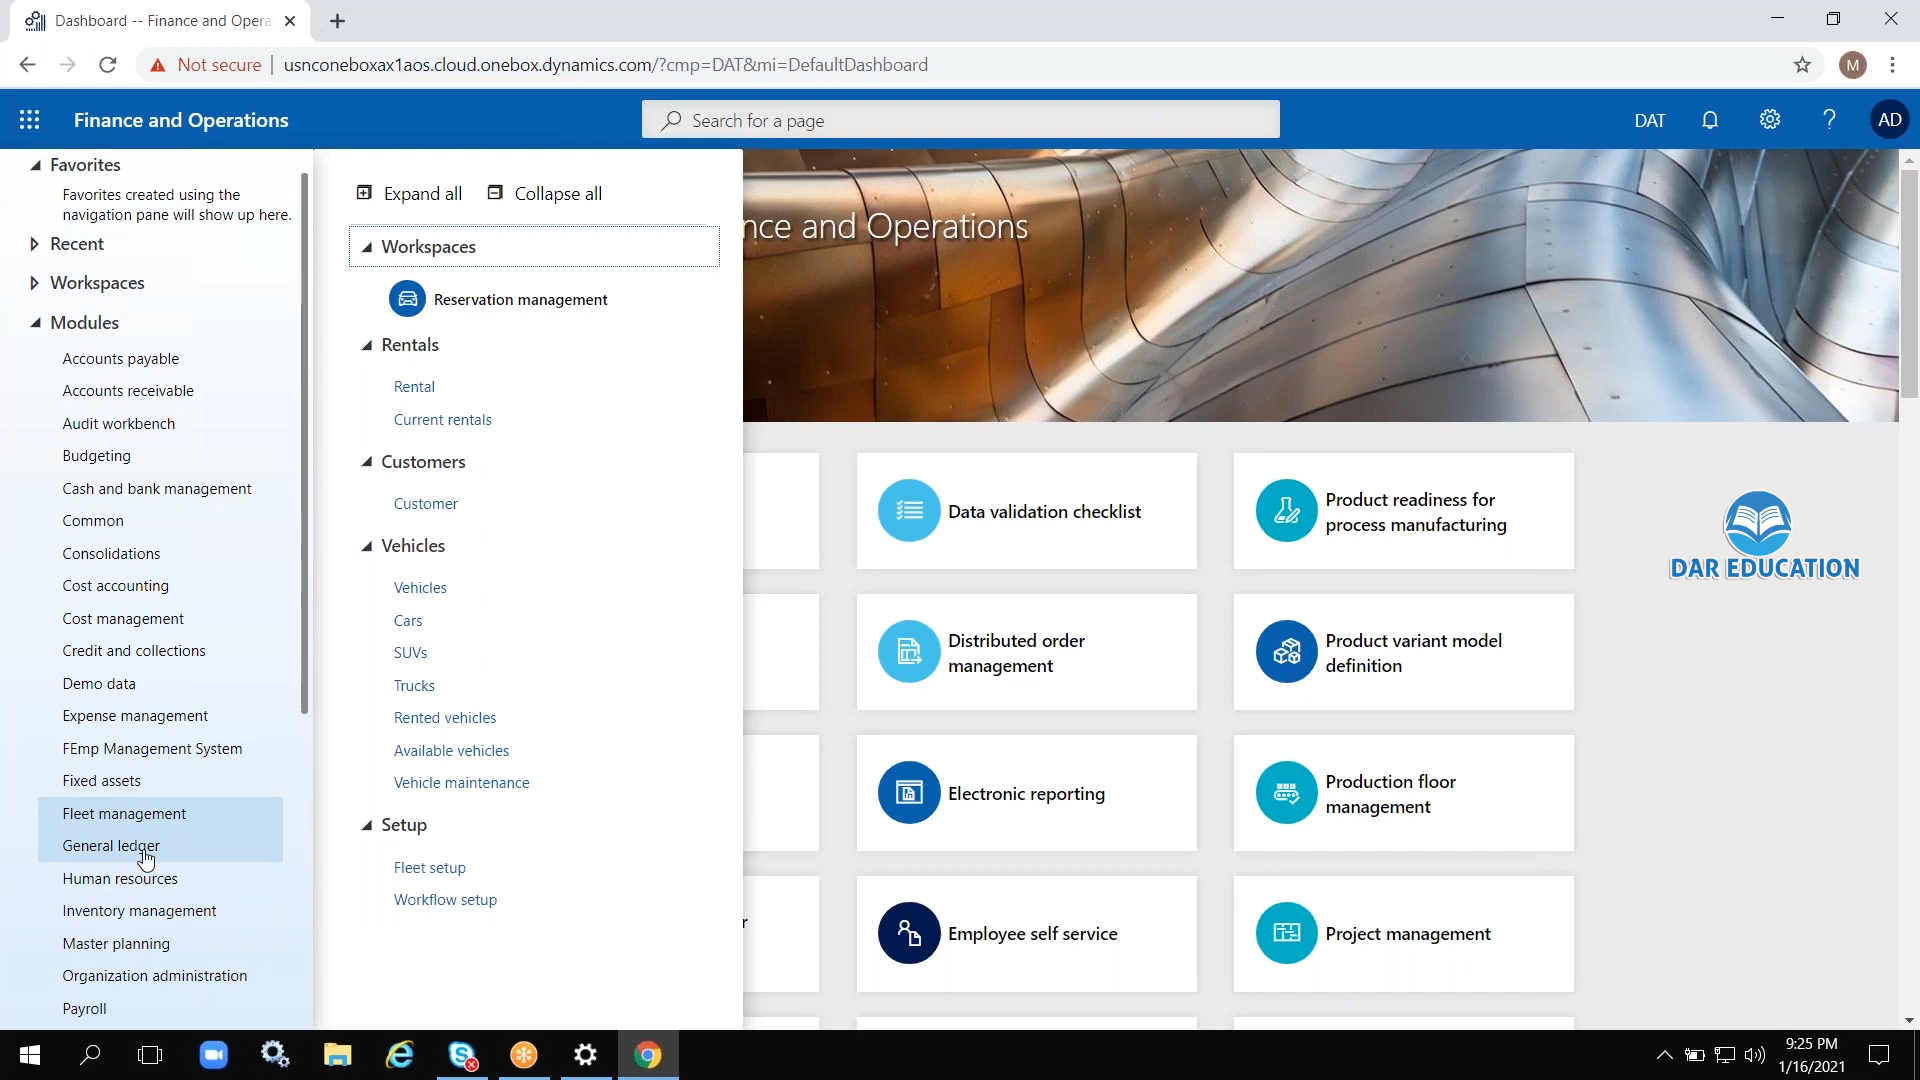 Dashboard -- Finance and Opera
Not secure
usnconeboxax1aos.cloud.onebox.dynamics.com/?cmp=DAT&mi=DefaultDashboard
M
Finance and Operations
Search for a page
DAT
?
AD
Favorites
Favorites created using the
navigation pane will show up here.
Recent
Workspaces
Modules
Accounts payable
Accounts receivable
Audit workbench
Budgeting
Cash and bank management
Common
Consolidations
Cost accounting
Cost management
Credit and collections
Demo data
Expense management
FEmp Management System
Fixed assets
Fleet management
General ledger
Human resources
Inventory management
Master planning
Organization administration
Payroll
Expand all
Collapse all
Workspaces
Reservation management
Rentals
Rental
Current rentals
Customers
Customer
Vehicles
Vehicles
Cars
SUVs
Trucks
Rented vehicles
Available vehicles
Vehicle maintenance
Setup
Fleet setup
Workflow setup
nce and Operations
r
Data validation checklist
Product readiness for
process manufacturing
Distributed order
management
Product variant model
definition
Electronic reporting
Production floor
management
Employee self service
Project management
DAR EDUCATION
9:25 PM
1/16/2021